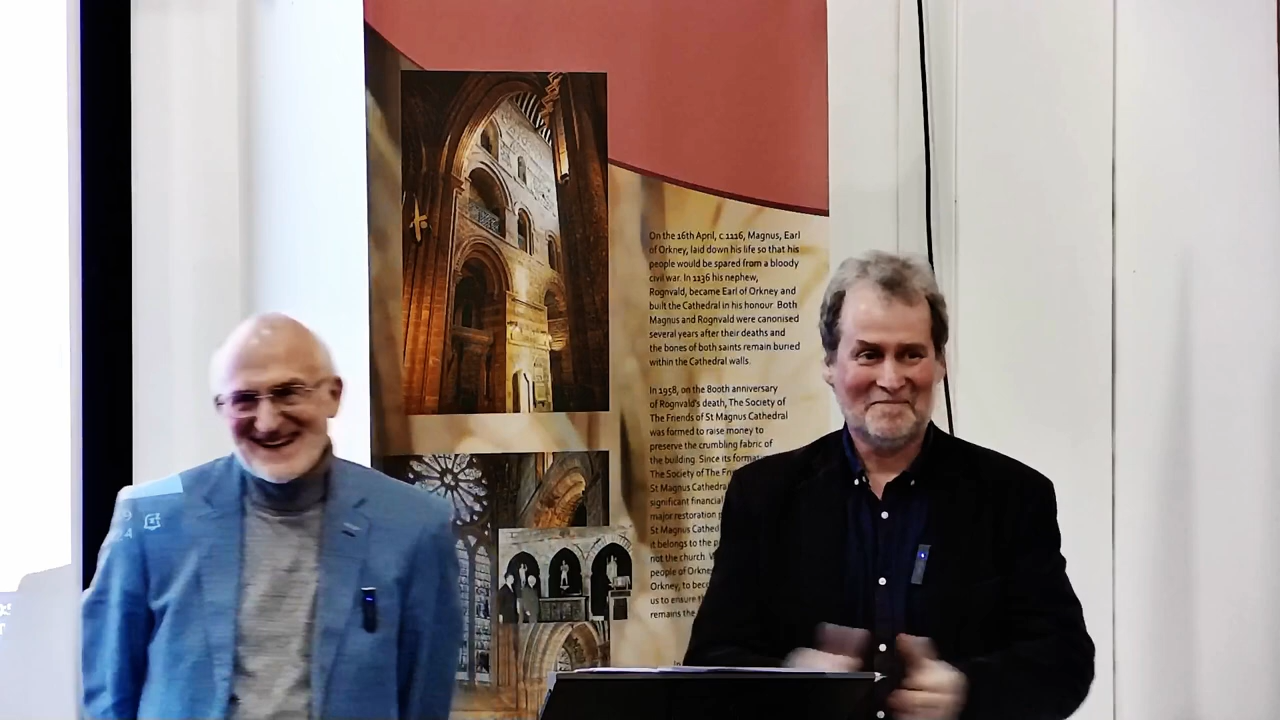 On the 16th April, c.1116, Magnus, Earl
of Orkney, laid down his life so that his
people would be spared from a bloody
civil war. In 1136 his nephew,
Rognvald, became Earl of Orkney and
built the Cathedral in his honour. Both
Magnus and Rognvald were canonised
several years after their deaths and
the bones of both saints remain buried
within the Cathedral walls.
In 1958, on the 800th anniversary
of Rognvald's death, The Society of
The Friends of St Magnus Cathedral
was formed to raise money to
preserve the crumbling fabric of
the building. Since its
The Society of The
St Magnus
significant financial
major restoration
St Magnus
it belongs to the
not the church.
people of
Orkney, to
us to ensure
remains the